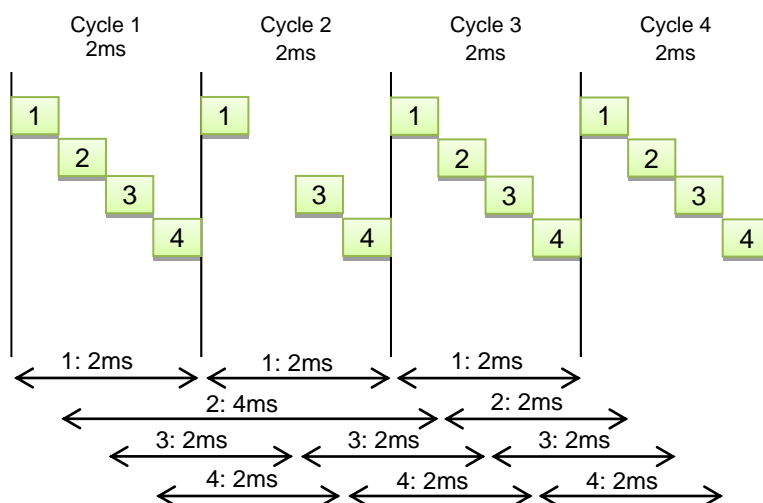 Cycle 1 Cycle 2 Cycle 3 Cycle 4
2ms 2ms 2ms 2ms
1 1 1 1
2 2 2
3 3 3 3
4 4 4 4
1: 2ms 1: 2ms 1: 2ms
2: 4ms 2: 2ms
3: 2ms 3: 2ms 3: 2ms
4: 2ms 4: 2ms 4: 2ms